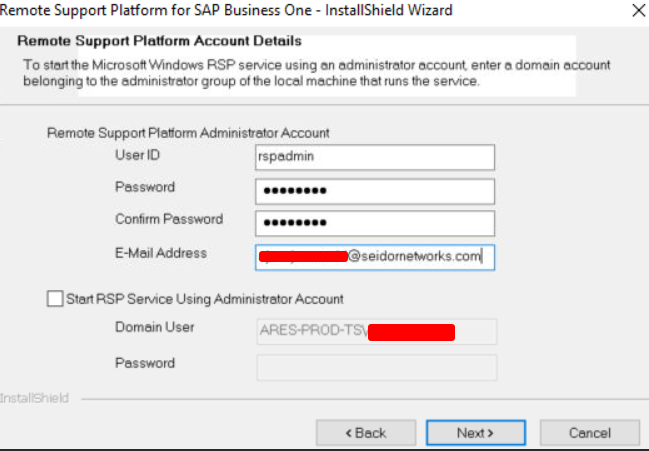 Remote Support Platform for SAP Business One - InstallShield Wizard
Remote Support Platform Account Details
To start the Microsoft Windows RSP service using an administrator account, enter a domain account
belonging to the administrator group of the local machine that runs the service.
Remote Support Platform Administrator Account
User ID rspadmin
Password ●●●●●●●●
Confirm Password ●●●●●●●●
E-Mail Address @seidornetworks.com
Start RSP Service Using Administrator Account
Domain User ARES-PROD-TS\
Password
InstallShield
< Back Next > Cancel